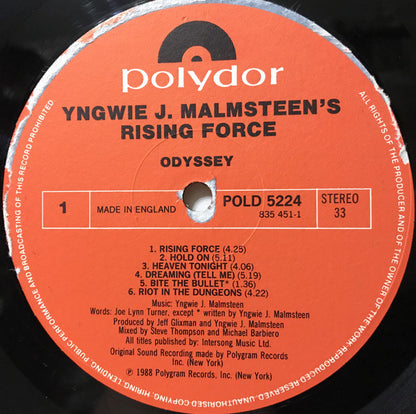 polydor
YNGWIE J. MALMSTEEN'S
RISING FORCE
ODYSSEY
1
MADE IN ENGLAND
POLD 5224
835 451-1
STEREO
33
1. RISING FORCE (4.25)
2. HOLD ON (5.11)
3. HEAVEN TONIGHT (4.06)
4. DREAMING (TELL ME) (5.19)
5. BITE THE BULLET* (1.36)
6. RIOT IN THE DUNGEONS (4.22)
Music: Yngwie J. Malmsteen
Words: Joe Lynn Turner, except * written by Yngwie J. Malmsteen
Produced by Jeff Glixman and Yngwie J. Malmsteen
Mixed by Steve Thompson and Michael Barbiero
All titles published by: Intersong Music Ltd.
Original Sound Recording made by Polygram Records
Inc. (New York)
℗ 1988 Polygram Records, Inc. (New York)
ALL RIGHTS OF THE PRODUCER AND OF THE OWNER OF THE WORK REPRODUCED RESERVED. UNAUTHORISED COPYING, HIRING, LENDING, PUBLIC PERFORMANCE AND BROADCASTING OF THIS RECORD PROHIBITED